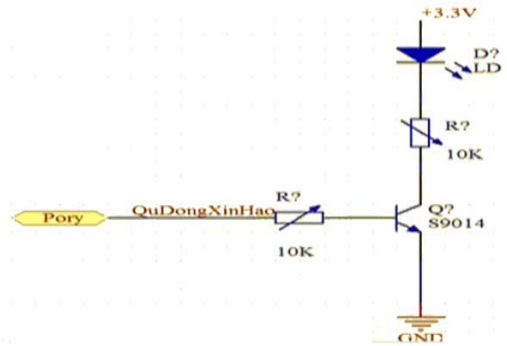 +3.3V
D?
LD
R?
10K
R?
QuDongXinHao
Pory
10K
Q?
S9014
GND